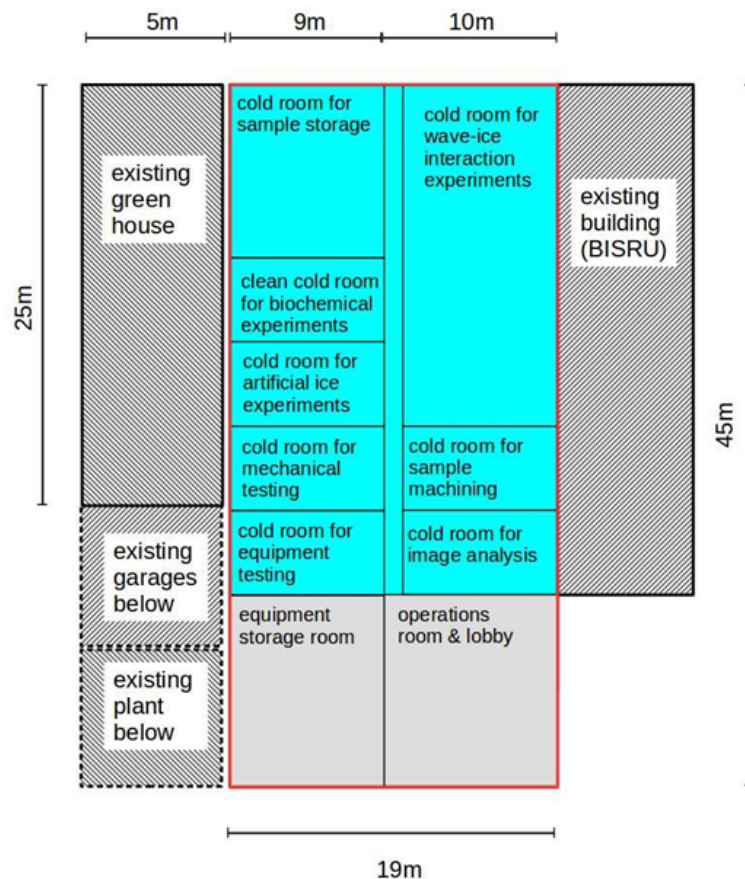 5m
9m
10m
cold room for
sample storage
cold room for
wave-ice
interaction
experiments
existing
green
house
existing
building
(BISRU)
25m
clean cold room
for biochemical
experiments
cold room for
artificial ice
experiments
45m
cold room for
mechanical
testing
cold room for
sample
machining
existing
garages
below
cold room for
equipment
testing
cold room for
image analysis
equipment
storage room
operations
room & lobby
existing
plant
below
19m